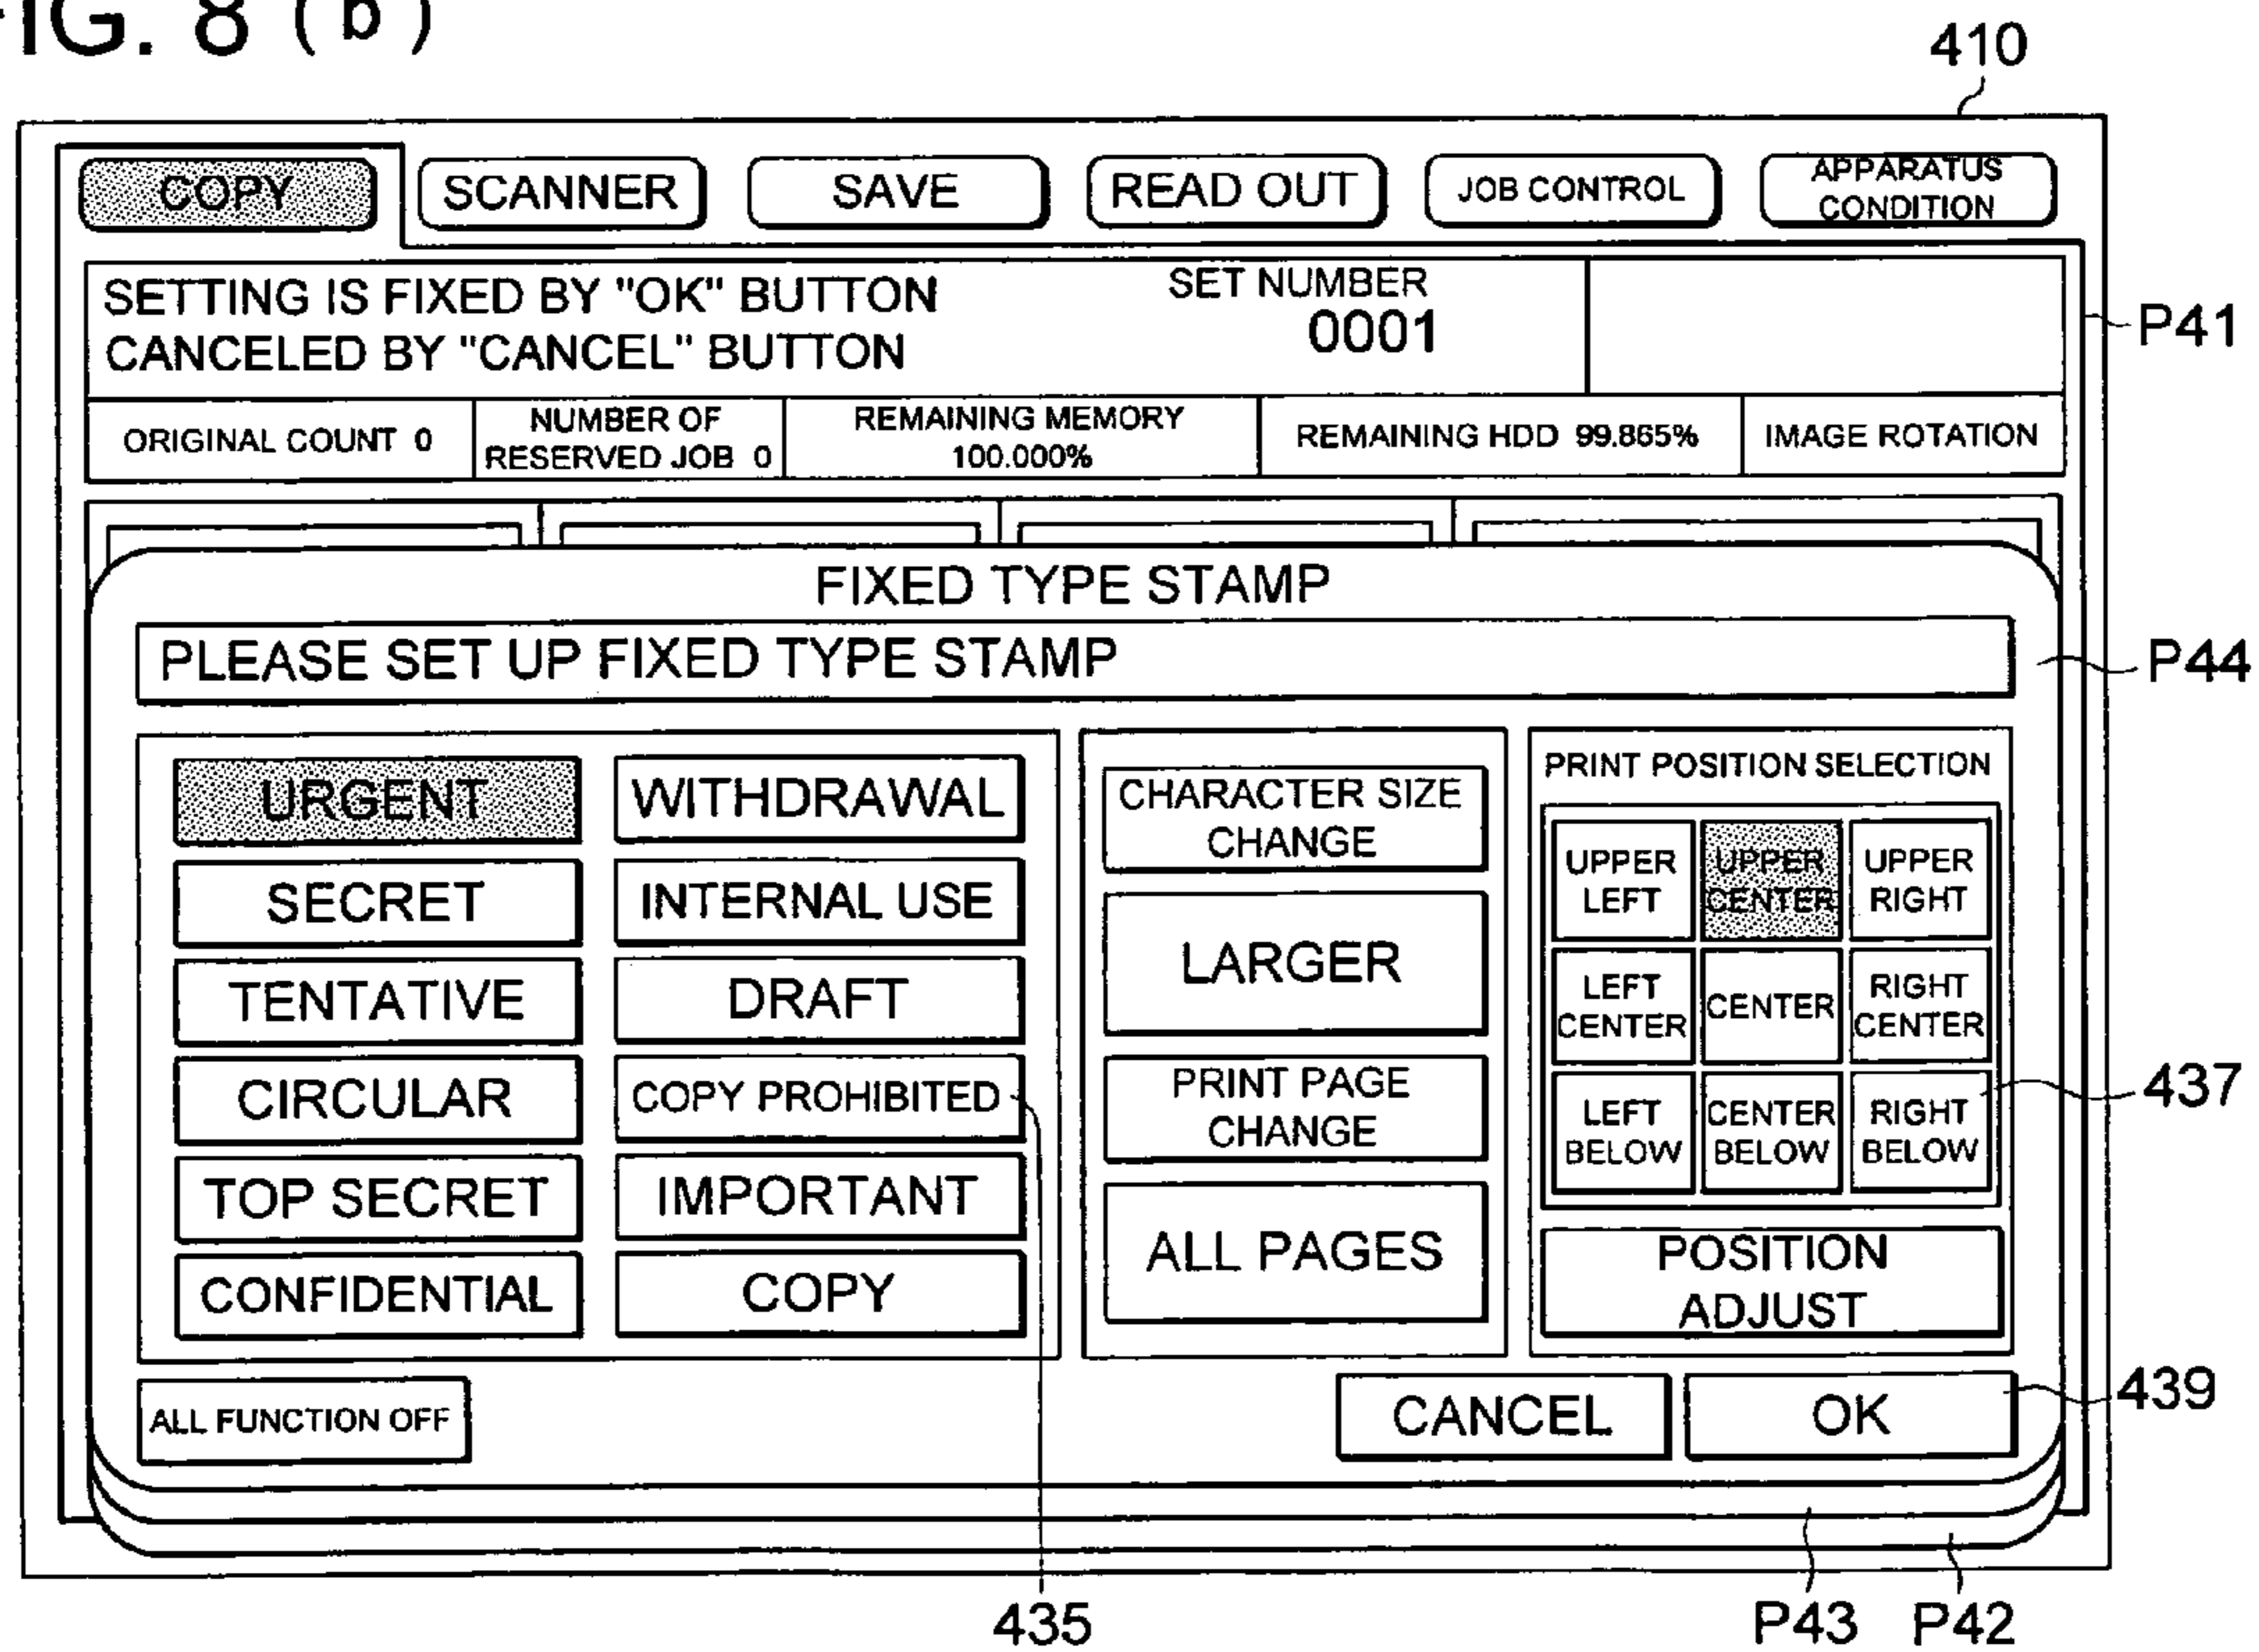 FIG. 8 (b)
410
COPY
SCANNER
SAVE
READ OUT
JOB CONTROL
APPARATUS
CONDITION
SETTING IS FIXED BY "OK" BUTTON
CANCELED BY "CANCEL" BUTTON
SET NUMBER
0001
P41
ORIGINAL COUNT 0
NUMBER OF
RESERVED JOB 0
REMAINING MEMORY
100.000%
REMAINING HDD 99.865%
IMAGE ROTATION
FIXED TYPE STAMP
PLEASE SET UP FIXED TYPE STAMP
P44
URGENT
WITHDRAWAL
SECRET
INTERNAL USE
TENTATIVE
DRAFT
CIRCULAR
COPY PROHIBITED
TOP SECRET
IMPORTANT
CONFIDENTIAL
COPY
CHARACTER SIZE
CHANGE
LARGER
PRINT PAGE
CHANGE
ALL PAGES
PRINT POSITION SELECTION
UPPER
LEFT
UPPER
CENTER
UPPER
RIGHT
LEFT
CENTER
CENTER
RIGHT
CENTER
LEFT
BELOW
CENTER
BELOW
RIGHT
BELOW
437
POSITION
ADJUST
ALL FUNCTION OFF
CANCEL
OK
439
435
P43
P42